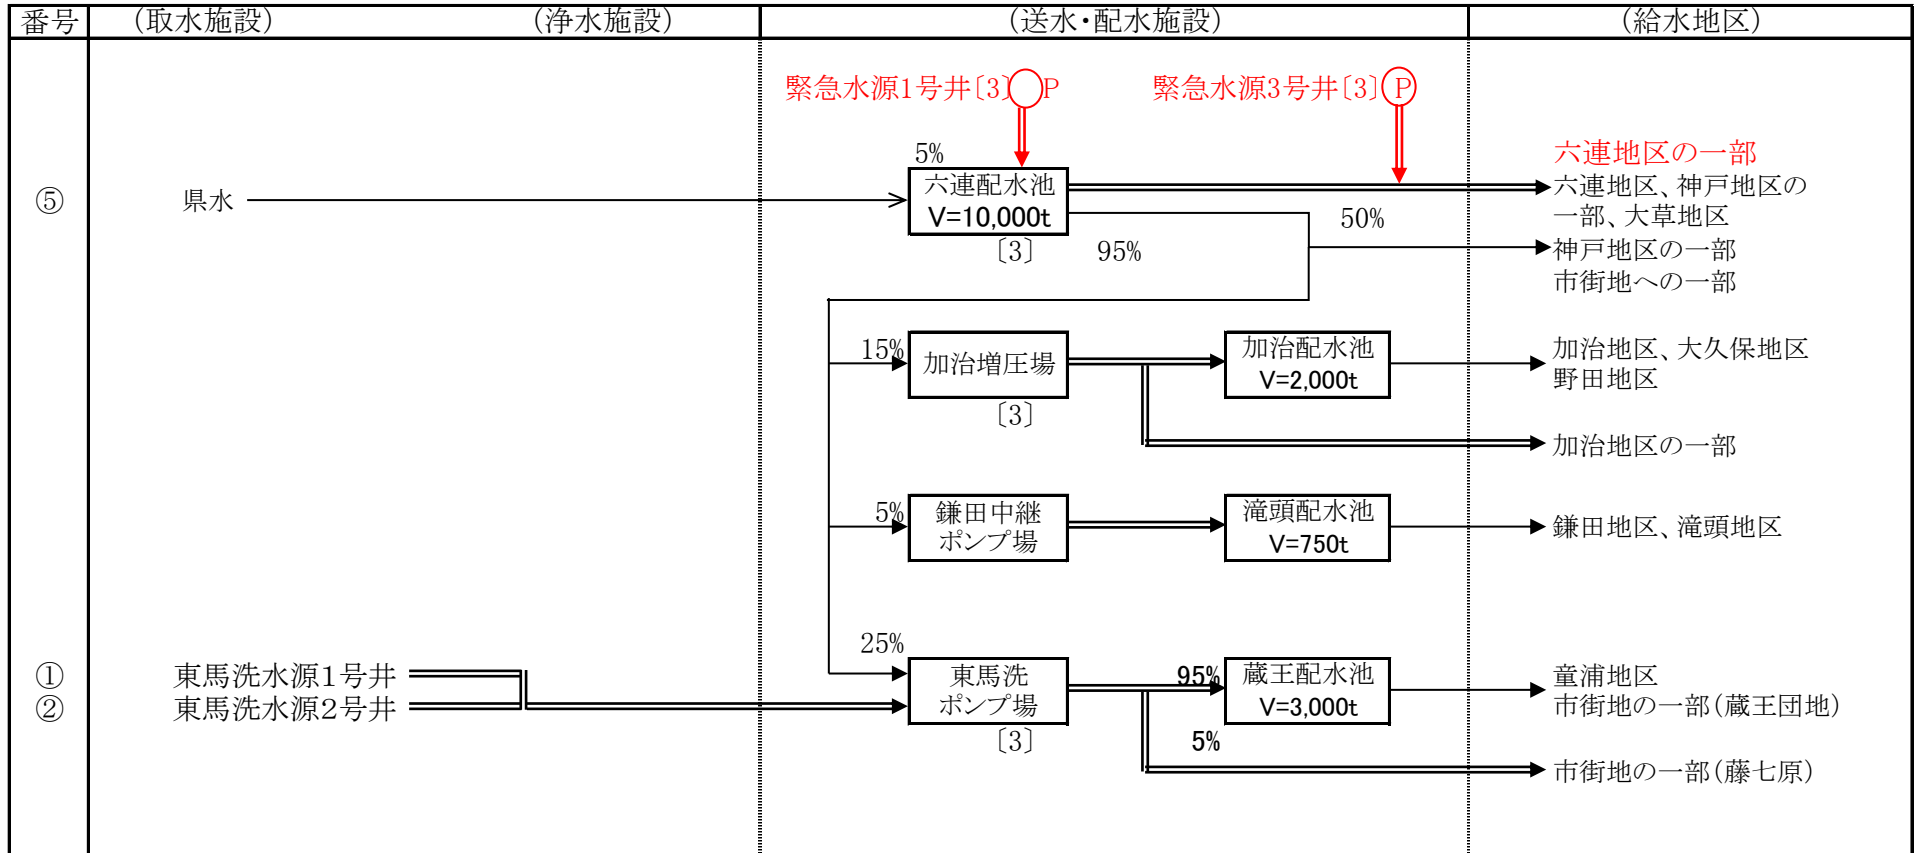 番号
(取水施設)
(浄水施設)
(送水・配水施設)
(給水地区)
緊急水源1号井〔3〕 P
緊急水源3号井〔3〕 P
5%
六連地区の一部
⑤
県水
六連配水池
V=10,000t
〔3〕
95%
50%
六連地区、神戸地区の
一部、大草地区
神戸地区の一部
市街地への一部
15%
加治増圧場
〔3〕
加治配水池
V=2,000t
加治地区、大久保地区
野田地区
加治地区の一部
5%
鎌田中継
ポンプ場
滝頭配水池
V=750t
鎌田地区、滝頭地区
25%
①
東馬洗水源1号井
②
東馬洗水源2号井
東馬洗
ポンプ場
〔3〕
95%
蔵王配水池
V=3,000t
5%
童浦地区
市街地の一部(蔵王団地)
市街地の一部(藤七原)